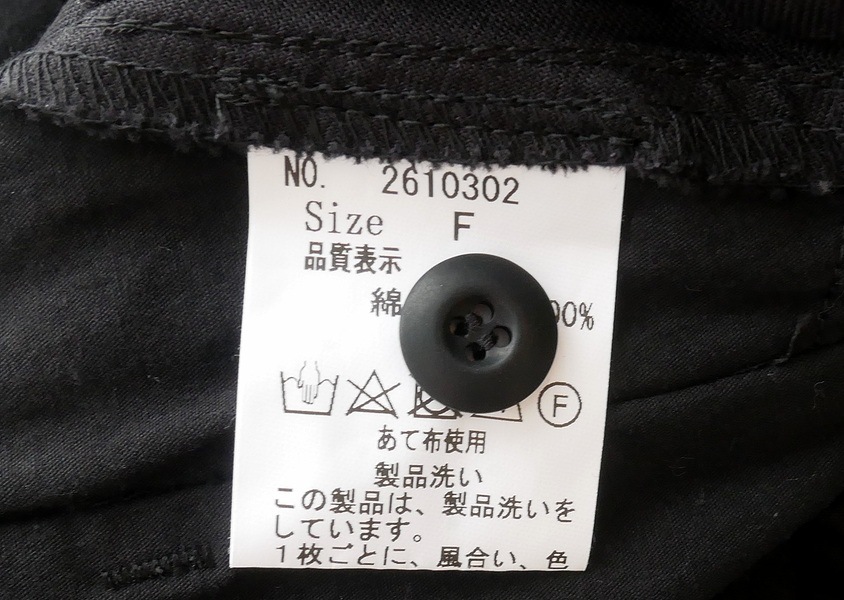 NO. 2610302
Size F
品質表示
綿
F
あて布使用
製品洗い
この製品は、製品洗いを
しています。
1枚ごとに、風合い、色